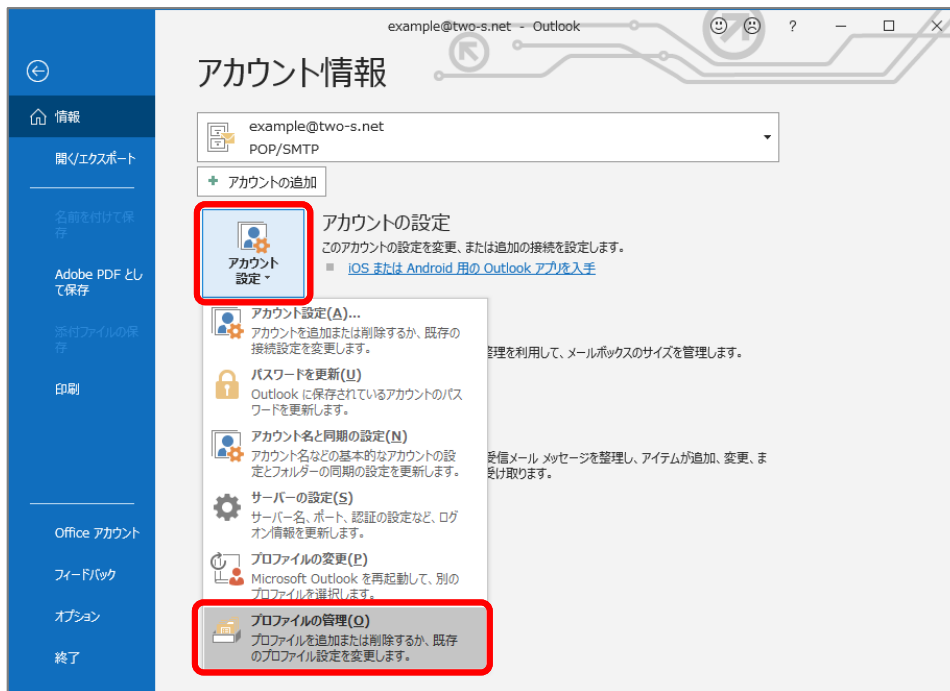 example@two-s.net - Outlook
?
アカウント情報
情報
開く/エクスポート
名前を付けて保
存
Adobe PDF とし
て保存
添付ファイルの保
存
印刷
Office アカウント
フィードバック
オプション
終了
example@two-s.net
POP/SMTP
アカウントの追加
アカウント
設定
アカウントの設定
このアカウントの設定を変更、または追加の接続を設定します。
iOS または Android 用の Outlook アプリを入手
アカウント設定(A)...
アカウントを追加または削除するか、既存の
接続設定を変更します。
整理を利用して、メールボックスのサイズを管理します。
パスワードを更新(U)
Outlook に保存されているアカウントのパス
ワードを更新します。
アカウント名と同期の設定(N)
アカウント名などの基本的なアカウントの設
定とフォルダーの同期の設定を更新します。
受信メール メッセージを整理し、アイテムが追加、変更、ま
受け取ります。
サーバーの設定(S)
サーバー名、ポート、認証の設定など、ログ
オン情報を更新します。
プロファイルの変更(P)
Microsoft Outlook を再起動して、別の
プロファイルを選択します。
プロファイルの管理(O)
プロファイルを追加または削除するか、既存
のプロファイル設定を変更します。